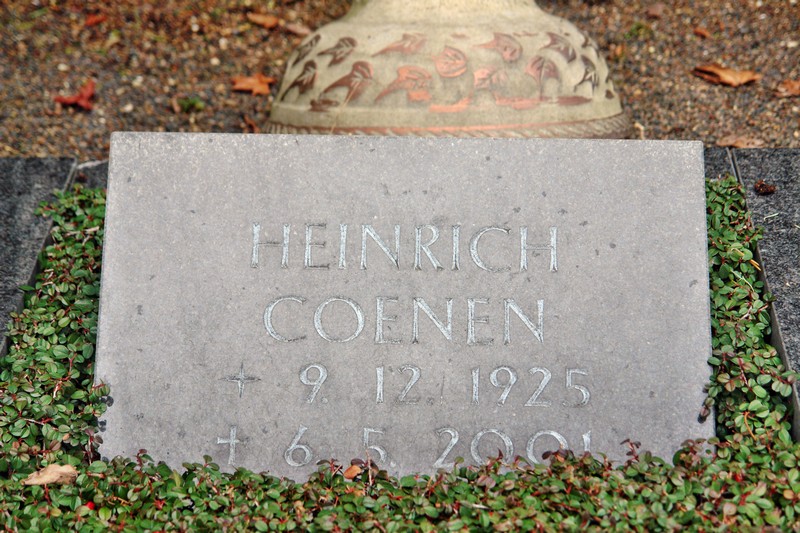 HEINRICH
COENEN
✦ 9. 12. 1925
✝ 6. 5. 2001